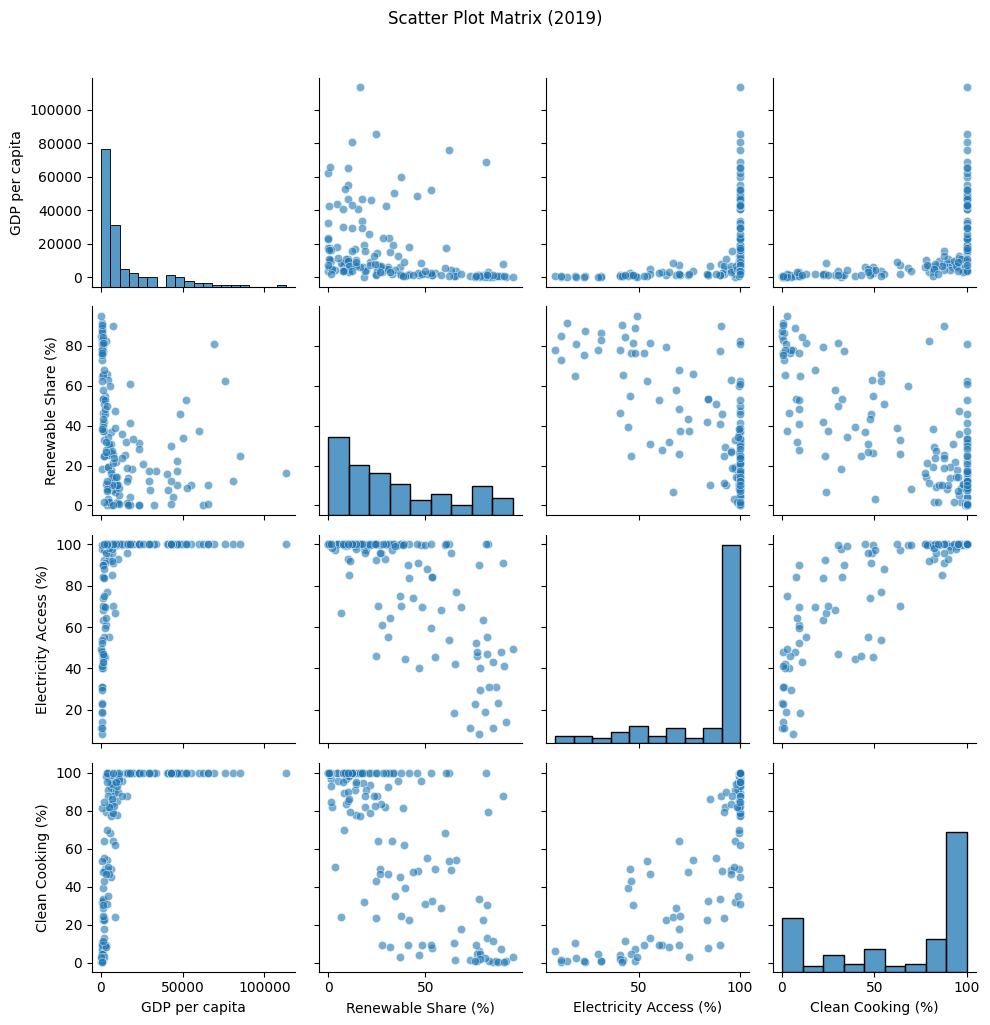 Scatter Plot Matrix (2019)
GDP per capita
100000
80000
60000
40000
20000
0
Renewable Share (%)
80
60
40
20
0
Electricity Access (%)
100
80
60
40
20
Clean Cooking (%)
100
80
60
40
20
0
0 100000
0 50
0 100
0 50 100
GDP per capita
Renewable Share (%)
Electricity Access (%)
Clean Cooking (%)